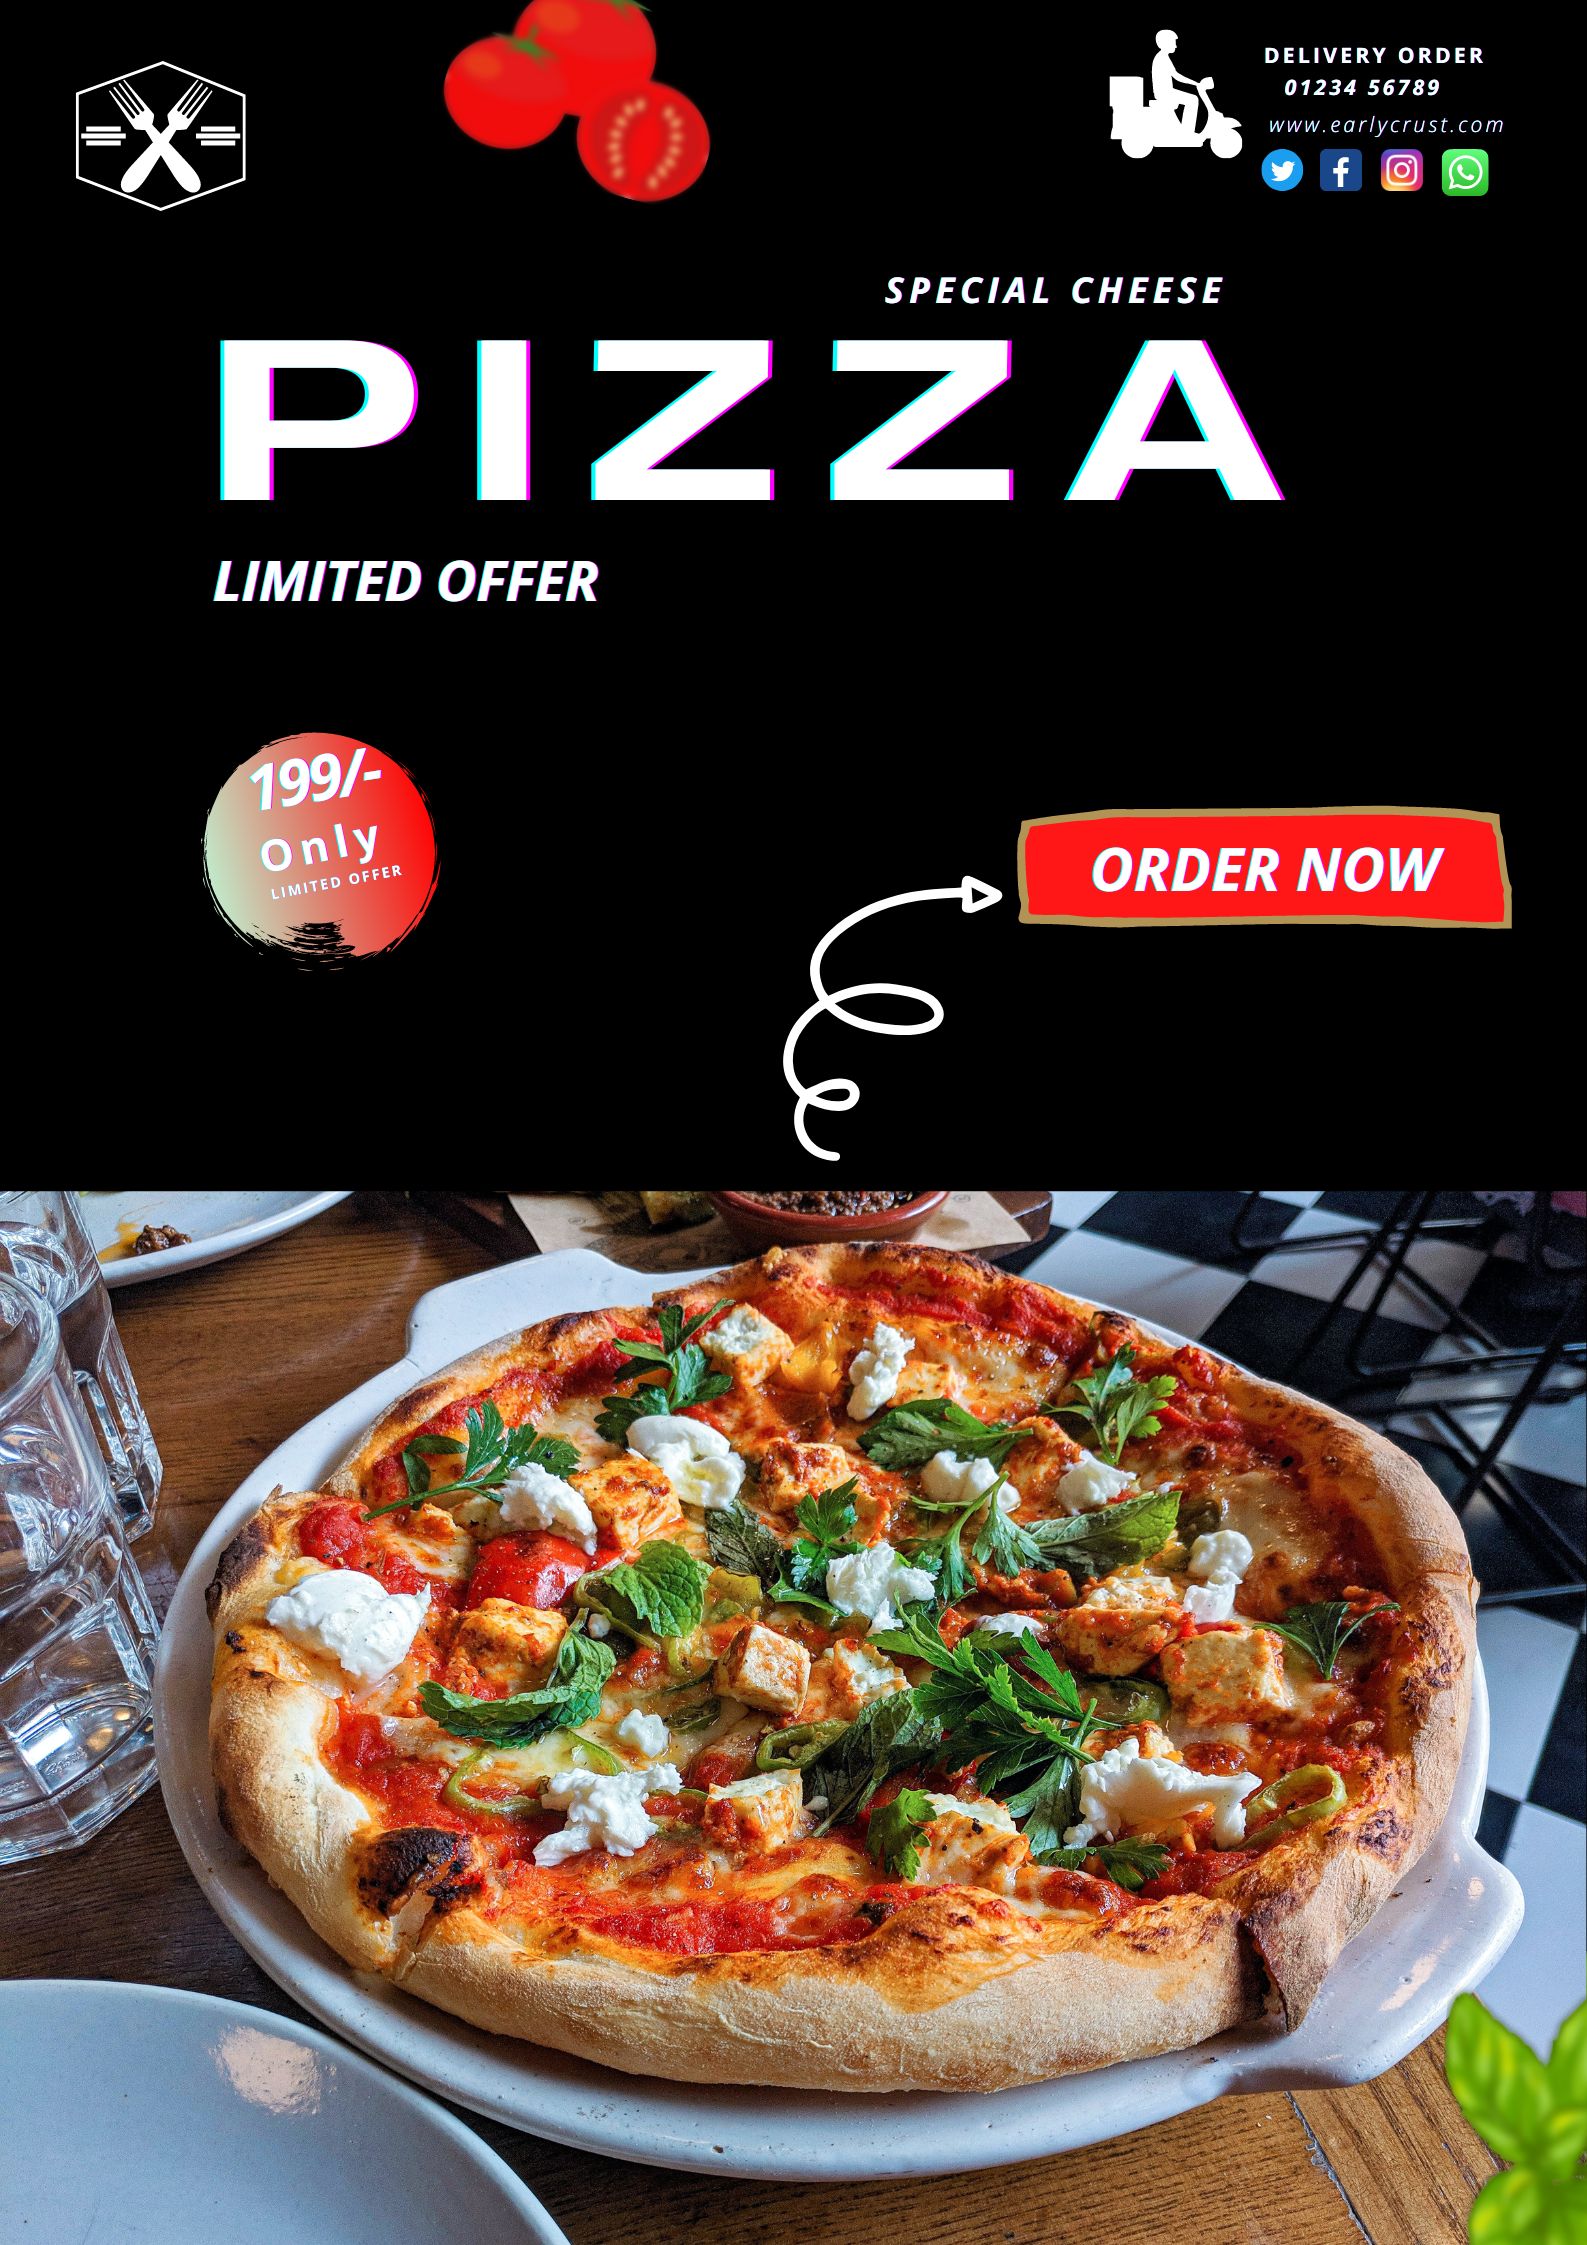 DELIVERY ORDER
01234 56789
www.earlycrust.com
SPECIAL CHEESE
PIZZA
LIMITED OFFER
199/-
Only
LIMITED OFFER
ORDER NOW